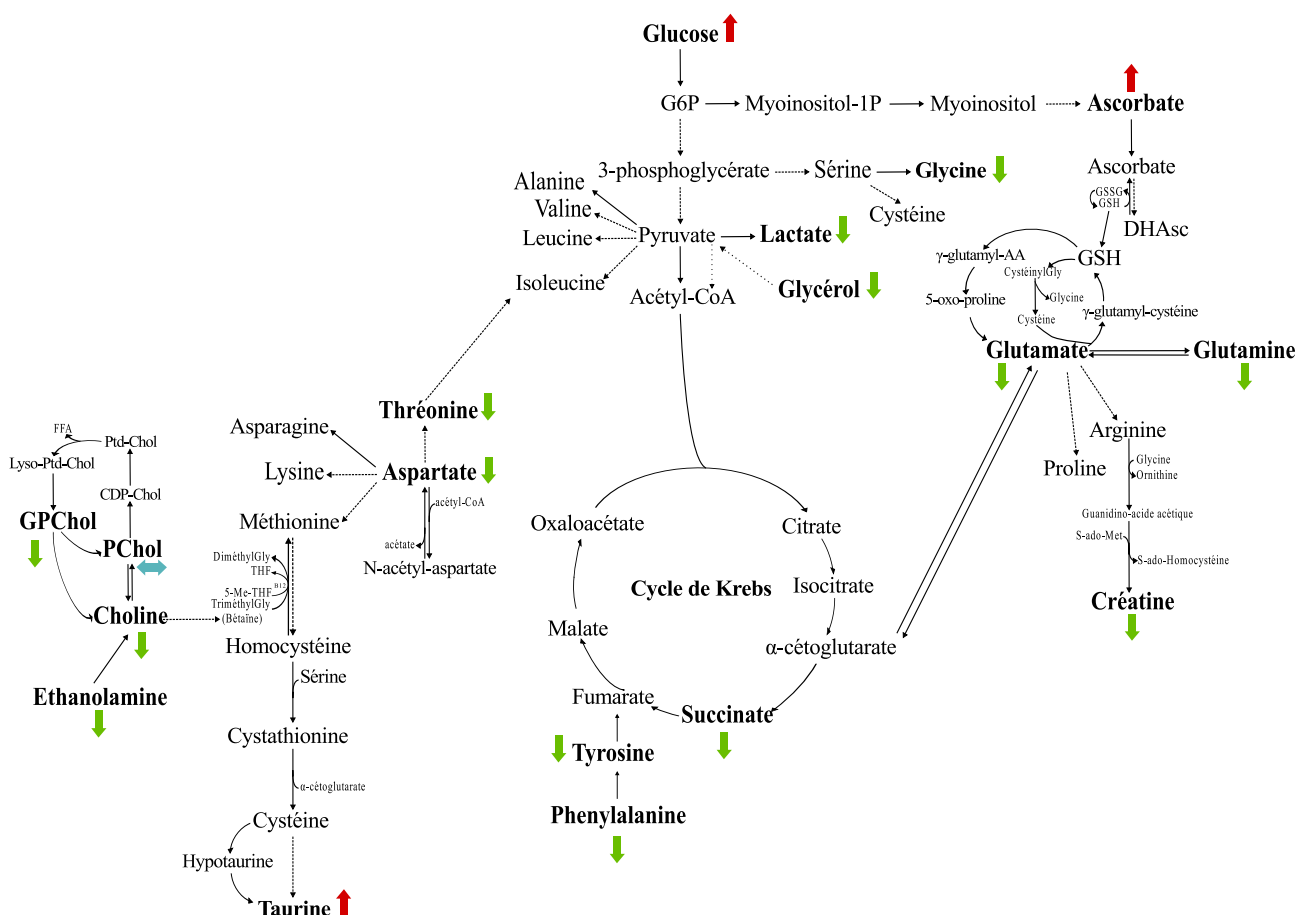 Glucose
G6P
Myoinositol-1P
Myoinositol
Ascorbate
3-phosphoglycérate
Sérine
Glycine
Ascorbate
Alanine
GSSG
GSH
Valine
Cystéine
DHAsc
Leucine
Pyruvate
Lactate
γ-glutamyl-AA
GSH
CystéinylGly
Isoleucine
Acétyl-CoA
Glycérol
5-oxo-proline
Glycine
γ-glutamyl-cystéine
Cystéine
Glutamate
Glutamine
Thréonine
Asparagine
FFA
Ptd-Chol
Arginine
Lyso-Ptd-Chol
Lysine
Aspartate
Proline
Glycine
Ornithine
CDP-Chol
acétyl-CoA
GPChol
Méthionine
Oxaloacétate
Citrate
Guanidino-acide acétique
PChol
acétate
S-ado-Met
DiméthylGly
THF
N-acétyl-aspartate
S-ado-Homocystéine
B12
5-Me-THF
Cycle de Krebs
Isocitrate
TriméthylGly
Choline
(Bétaïne)
Créatine
Malate
Homocystéine
α-cétoglutarate
Sérine
Ethanolamine
Fumarate
Succinate
Cystathionine
Tyrosine
α-cétoglutarate
Phenylalanine
Cystéine
Hypotaurine
Taurine